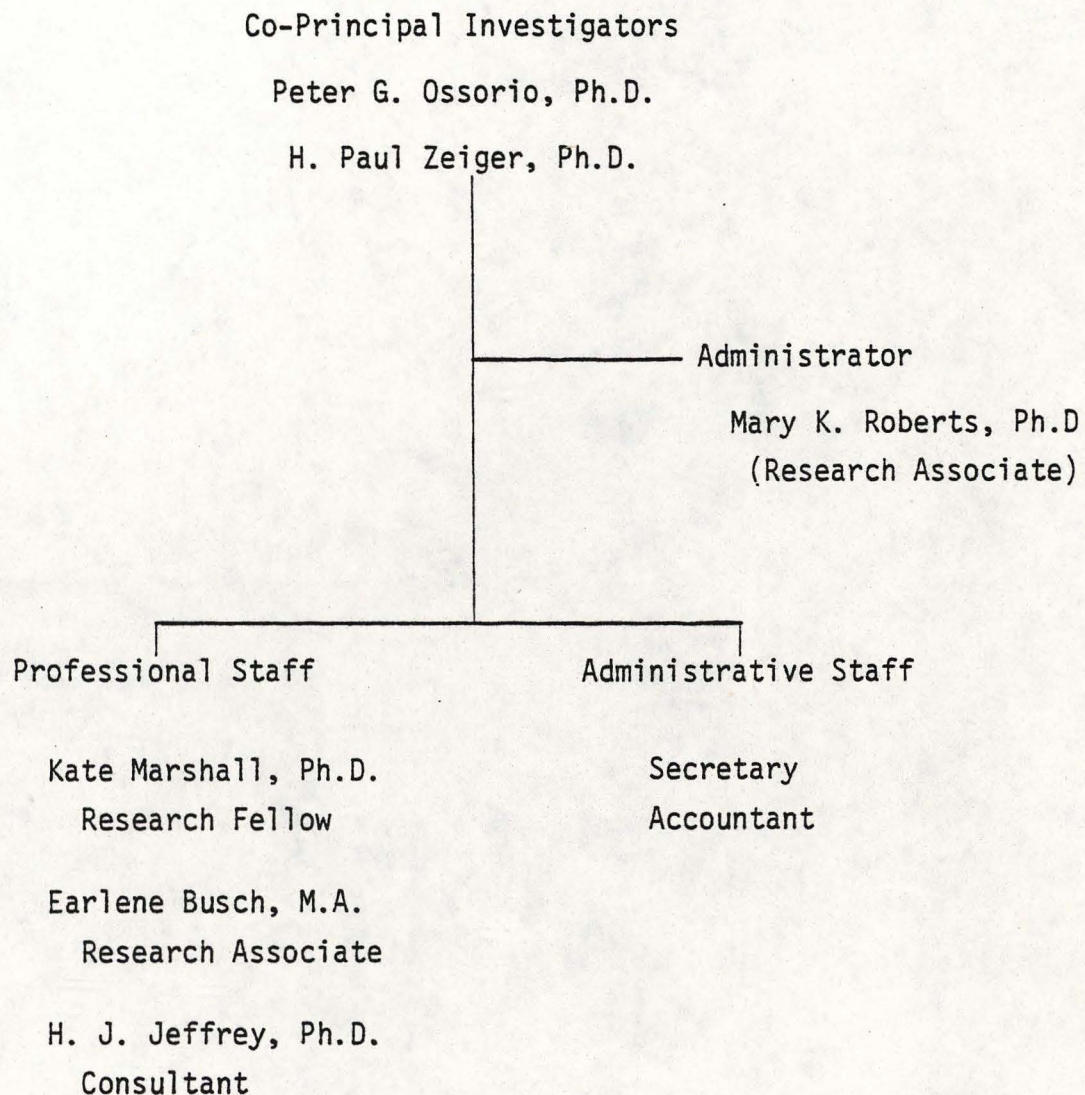 Co-Principal Investigators
Peter G. Ossorio, Ph.D.
H. Paul Zeiger, Ph.D.
Administrator
Mary K. Roberts, Ph.D
(Research Associate)
Professional Staff
Kate Marshall, Ph.D.
Research Fellow
Earlene Busch, M.A.
Research Associate
H. J. Jeffrey, Ph.D.
Consultant
Administrative Staff
Secretary
Accountant